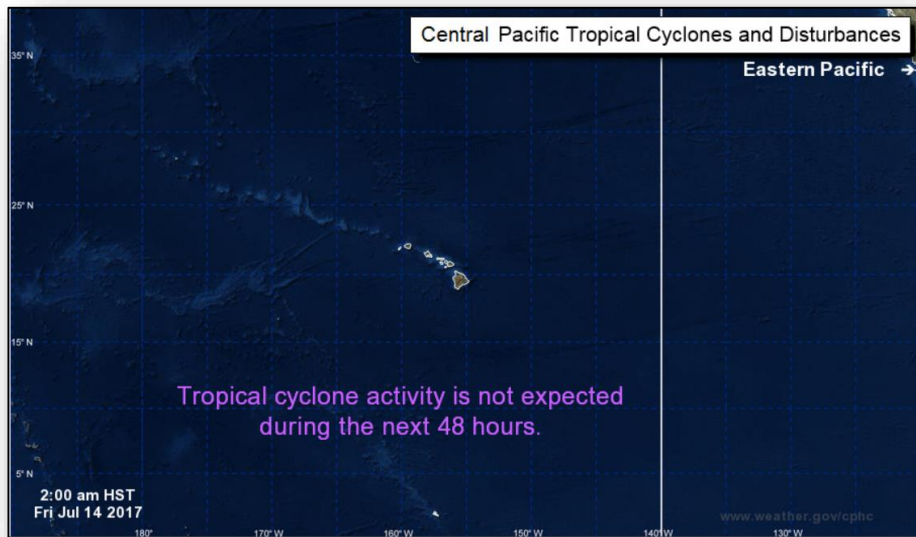 Central Pacific Tropical Cyclones and Disturbances
Eastern Pacific →
35° N
25° N
15° N
Tropical cyclone activity is not expected
during the next 48 hours.
5° N
2:00 am HST
Fri Jul 14 2017
www.weather.gov/cphc
180° 170° W 160° W 150° W 140° W 130° W